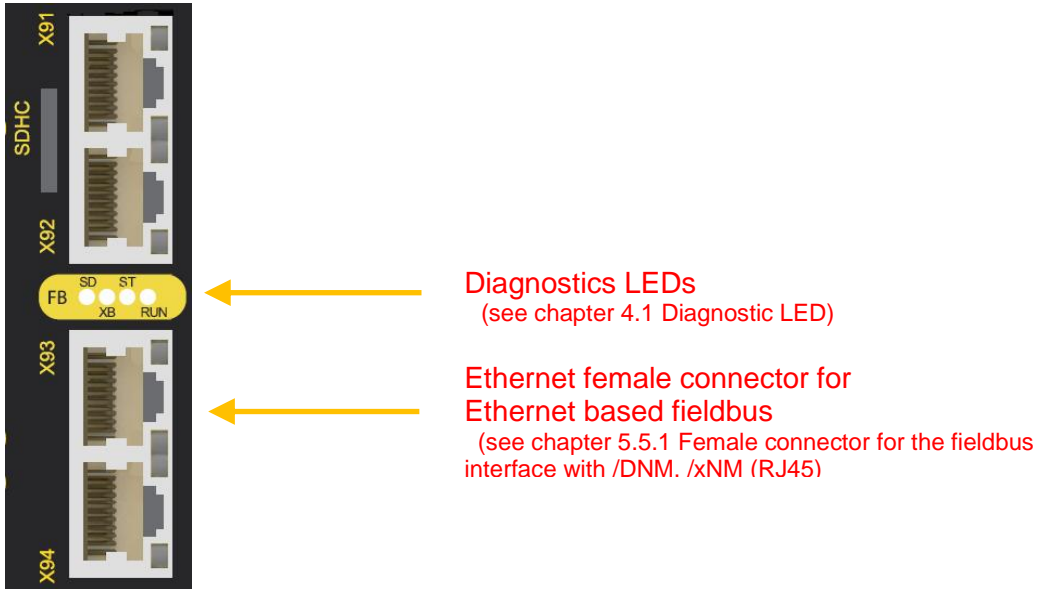 X91
SDHC
X92
FB SD ST
XB RUN
Diagnostics LEDs
(see chapter 4.1 Diagnostic LED)
X93
Ethernet female connector for
Ethernet based fieldbus
(see chapter 5.5.1 Female connector for the fieldbus
interface with /DNM, /xNM (RJ45)
X94